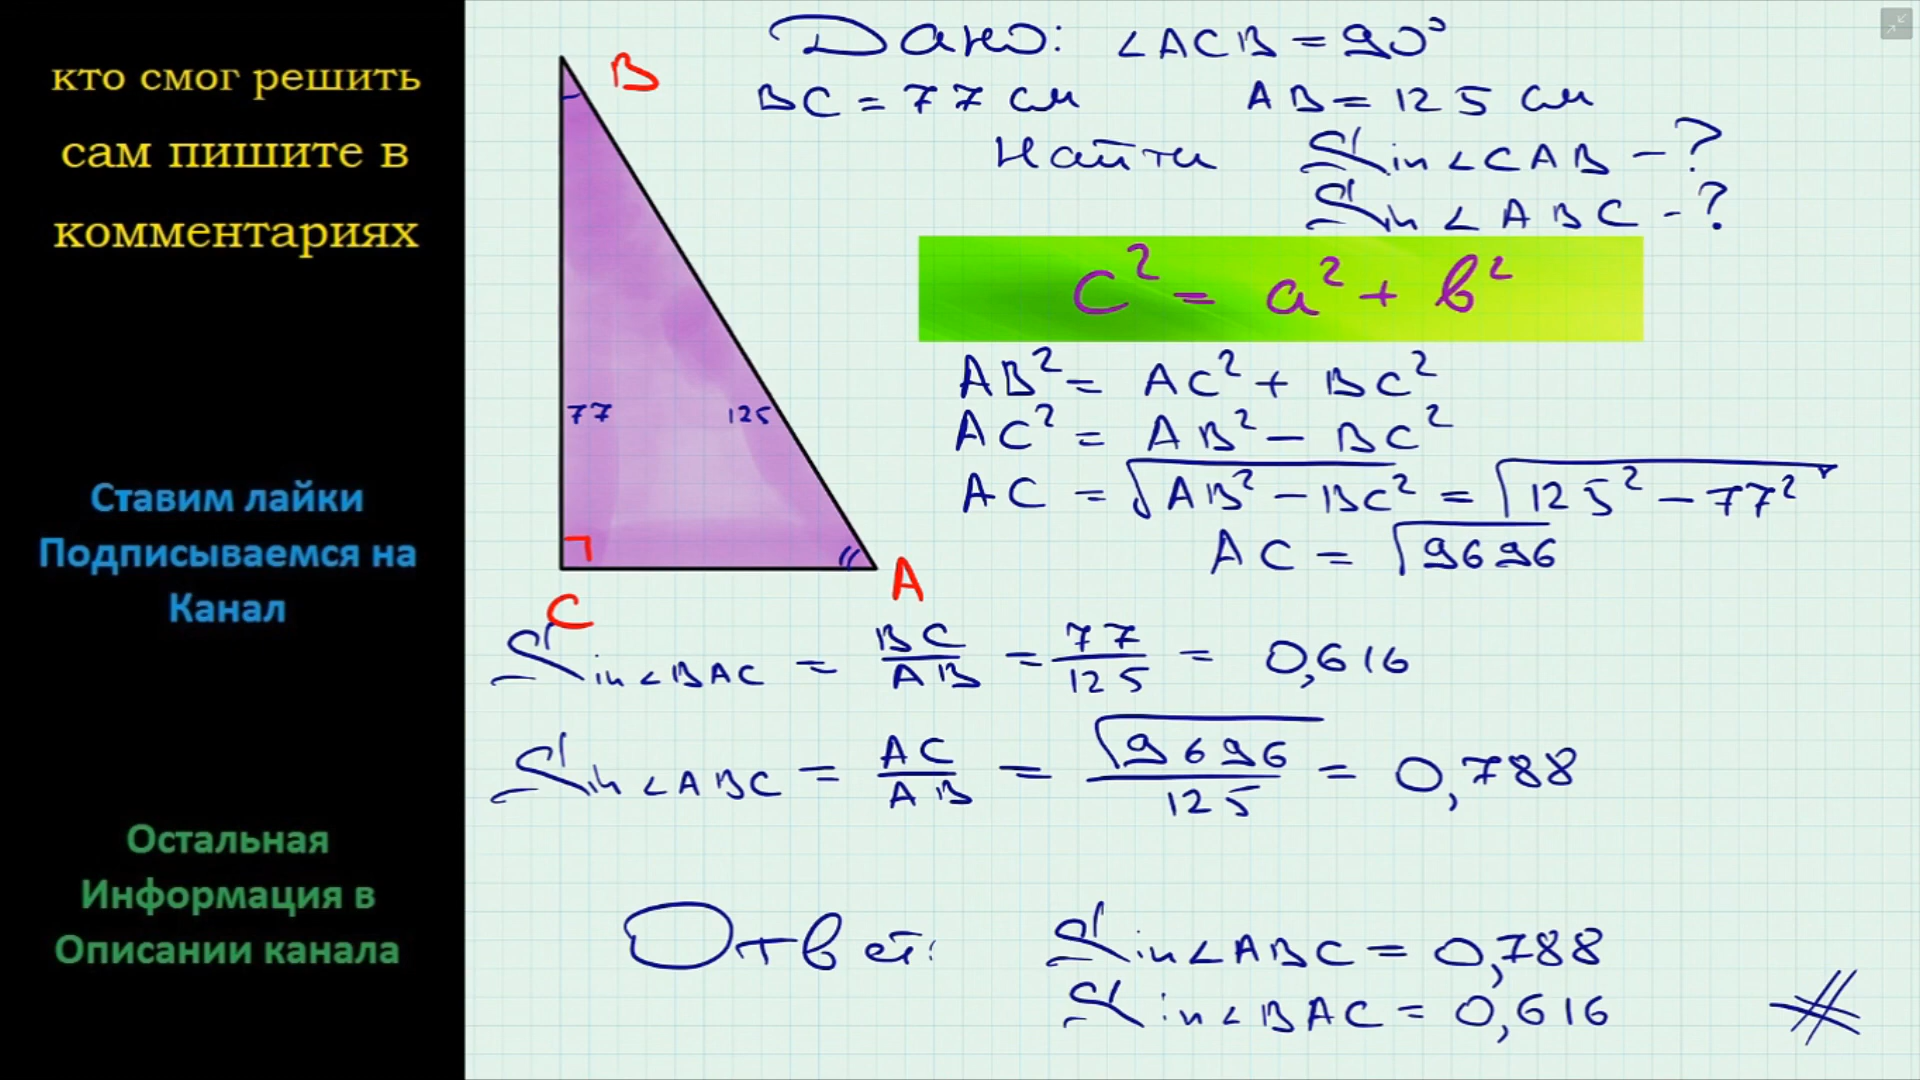 кто смог решить
сам пишите в
комментариях
Ставим лайки
Подписываемся на
Канал
Остальная
Информация в
Описании канала
Дано: ∠ACB = 90°
BC = 77 см AB = 125 см
Найти Sin∠CAB - ?
Sin∠ABC - ?
c² = a² + b²
AB² = AC² + BC²
AC² = AB² - BC²
AC = √AB² - BC² = √125² - 77²
AC = √9696
B
77
125
C
A
Sin∠BAC = BC/AB = 77/125 = 0,616
Sin∠ABC = AC/AB = √9696/125 = 0,788
Ответ: Sin∠ABC = 0,788
Sin∠BAC = 0,616